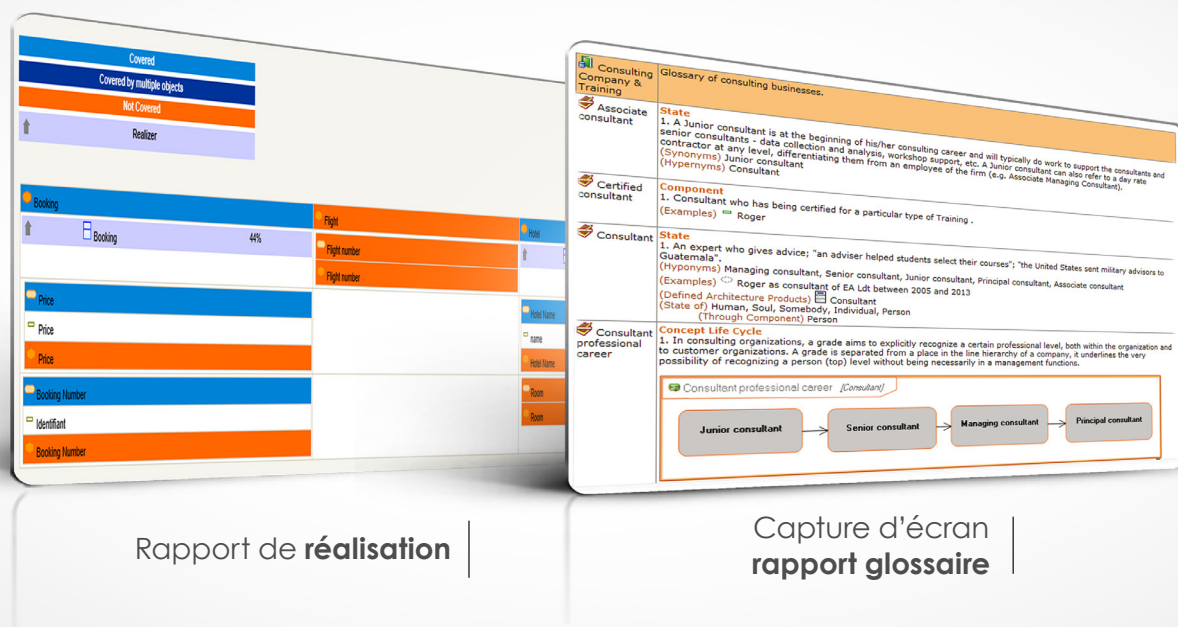 Covered
Covered by multiple objects
Not Covered
Realizer
Booking
Booking 44%
Flight
Flight number
Flight number
Hotel
Price
Price
Price
Hotel Name
name
Hotel Name
Booking Number
Identifiant
Booking Number
Room
Room
Rapport de réalisation
Consulting Company & Training
Glossary of consulting businesses.
Associate consultant
State
1. A Junior consultant is at the beginning of his/her consulting career and will typically do work to support the consultants and
senior consultants - data collection and analysis, workshop support, etc. A Junior consultant can also refer to a day rate
contractor at any level, differentiating them from an employee of the firm (e.g. Associate Managing Consultant).
(Synonyms) Junior consultant
(Hypernyms) Consultant
Certified consultant
Component
1. Consultant who has being certified for a particular type of Training .
(Examples) Roger
Consultant
State
1. An expert who gives advice; "an adviser helped students select their courses"; "the United States sent military advisors to
Guatemala".
(Hyponyms) Managing consultant, Senior consultant, Junior consultant, Principal consultant, Associate consultant
(Examples) Roger as consultant of EA Ldt between 2005 and 2013
(Defined Architecture Products) Consultant
(State of) Human, Soul, Somebody, Individual, Person
(Through Component) Person
Consultant professional career
Concept Life Cycle
1. In consulting organizations, a grade aims to explicitly recognize a certain professional level, both within the organization and
to customer organizations. A grade is separated from a place in the line hierarchy of a company, it underlines the very
possibility of recognizing a person (top) level without being necessarily in a management functions.
Consultant professional career [Consultant]
Junior consultant
Senior consultant
Managing consultant
Principal consultant
Capture d'écran
rapport glossaire